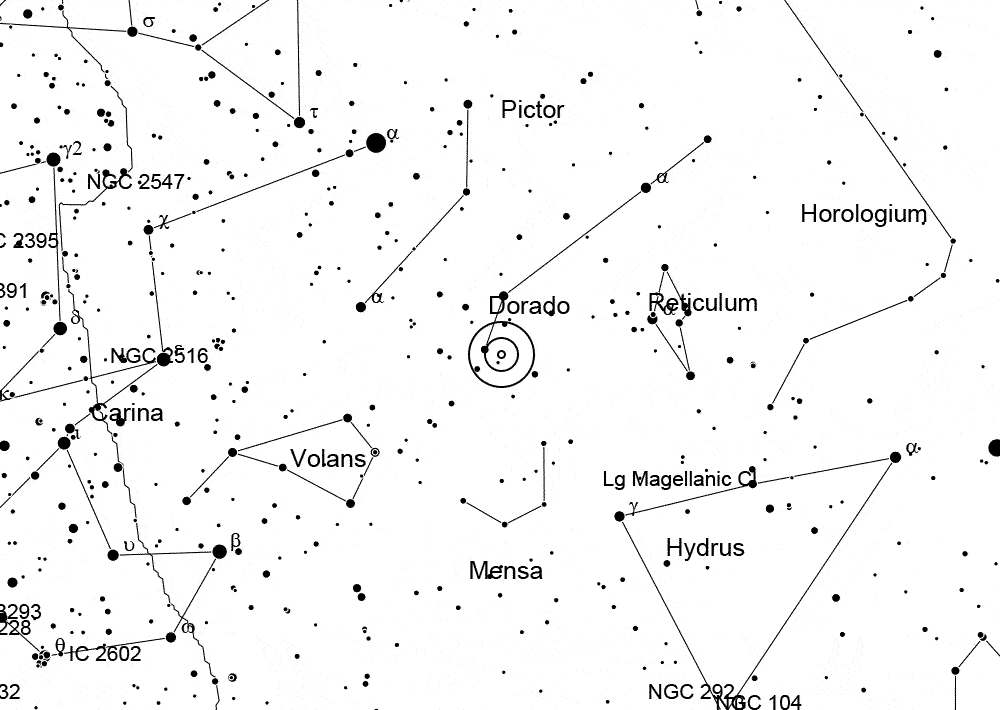 σ
Pictor
τ
α
γ2
NGC 2547
α
χ
Horologium
C 2395
391
α
Dorado
Reticulum
α
δ
NGC 2516
ε
κ
Carina
ι
Volans
α
Lg Magellanic Cl
γ
Hydrus
υ
β
Mensa
3293
228
ω
θ
IC 2602
32
NGC 292
NGC 104